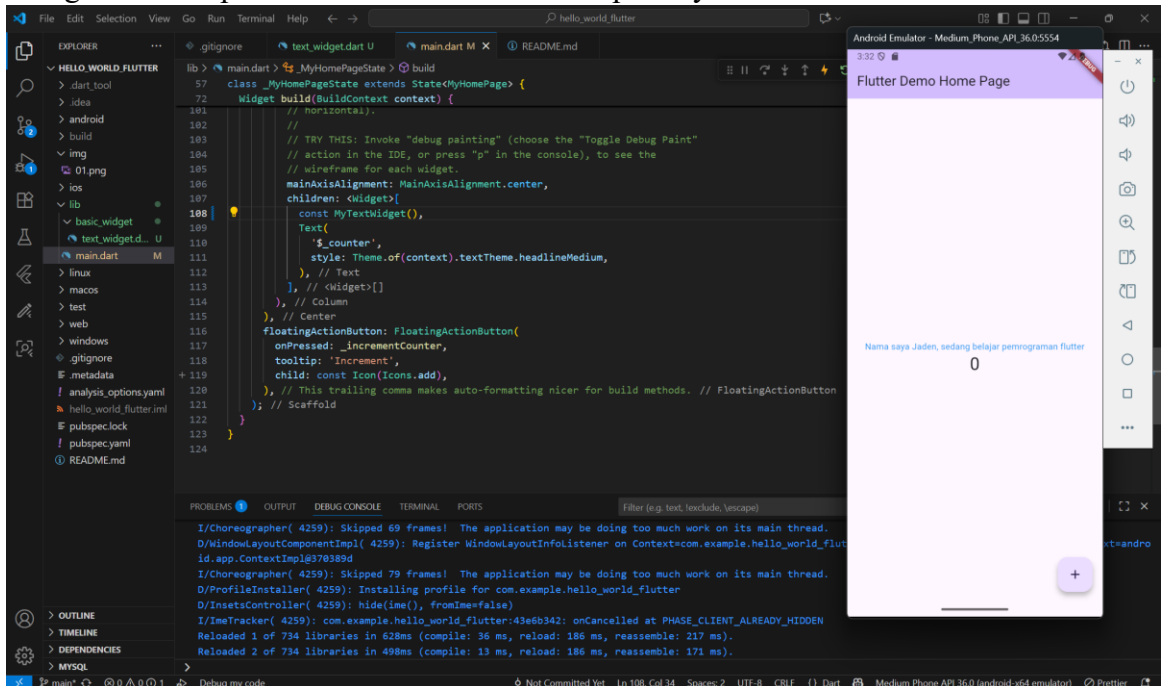 File Edit Selection View Go Run Terminal Help
hello_world_flutter
EXPLORER
HELLO_WORLD_FLUTTER
.dart_tool
.idea
android
build
img
01.png
ios
lib
basic_widget
text_widget.d... U
main.dart M
linux
macos
test
web
windows
.gitignore
.metadata
analysis_options.yaml
hello_world_flutter.iml
pubspec.lock
pubspec.yaml
README.md
OUTLINE
TIMELINE
DEPENDENCIES
MYSQL
.gitignore text_widget.dart U main.dart M README.md
lib > main.dart > _MyHomePageState > build
57 class _MyHomePageState extends State<MyHomePage> {
72 Widget build(BuildContext context) {
101 // horizontal).
102 //
103 // TRY THIS: Invoke "debug painting" (choose the "Toggle Debug Paint"
104 // action in the IDE, or press "p" in the console), to see the
105 // wireframe for each widget.
106 mainAxisAlignment: MainAxisAlignment.center,
107 children: <Widget>[
108 const MyTextWidget(),
109 Text(
110 '$_counter',
111 style: Theme.of(context).textTheme.headlineMedium,
112 ), // Text
113 ], // <Widget>[]
114 ), // Column
115 ), // Center
116 floatingActionButton: FloatingActionButton(
117 onPressed: _incrementCounter,
118 tooltip: 'Increment',
119 child: const Icon(Icons.add),
120 ), // This trailing comma makes auto-formatting nicer for build methods. // FloatingActionButton
121 ); // Scaffold
122 }
123 }
124
PROBLEMS 1 OUTPUT DEBUG CONSOLE TERMINAL PORTS
Filter (e.g. text, !exclude, \escape)
I/Choreographer( 4259): Skipped 69 frames! The application may be doing too much work on its main thread.
D/WindowLayoutComponentImpl( 4259): Register WindowLayoutInfoListener on Context=com.example.hello_world_flut
xt=andro
id.app.ContextImpl@370389d
I/Choreographer( 4259): Skipped 79 frames! The application may be doing too much work on its main thread.
D/ProfileInstaller( 4259): Installing profile for com.example.hello_world_flutter
D/InsetsController( 4259): hide(ime(), fromIme=false)
I/ImeTracker( 4259): com.example.hello_world_flutter:43e6b342: onCancelled at PHASE_CLIENT_ALREADY_HIDDEN
Reloaded 1 of 734 libraries in 628ms (compile: 36 ms, reload: 186 ms, reassemble: 217 ms).
Reloaded 2 of 734 libraries in 498ms (compile: 13 ms, reload: 186 ms, reassemble: 171 ms).
Android Emulator - Medium_Phone_API_36.0:5554
3:32
DEBUG
Flutter Demo Home Page
Nama saya Jaden, sedang belajar pemrograman flutter
0
+
main* 0 0 1 Debug my code Not Committed Yet Ln 108, Col 34 Spaces: 2 UTF-8 CRLF {} Dart Medium Phone API 36.0 (android-x64 emulator) Prettier